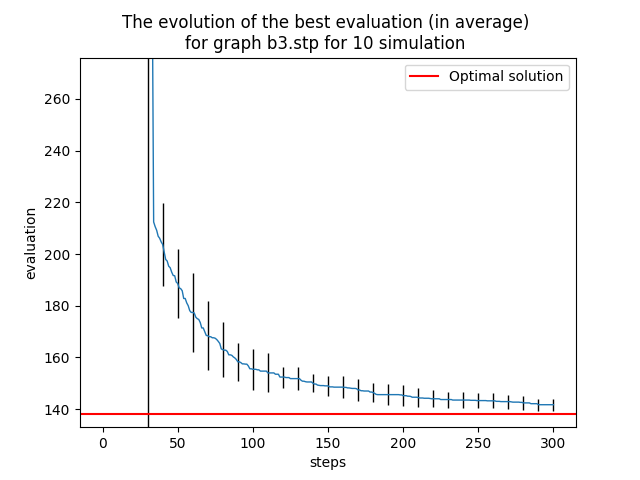 The evolution of the best evaluation (in average)
for graph b3.stp for 10 simulation
Optimal solution
260
240
220
200
180
160
140
evaluation
0 50 100 150 200 250 300
steps